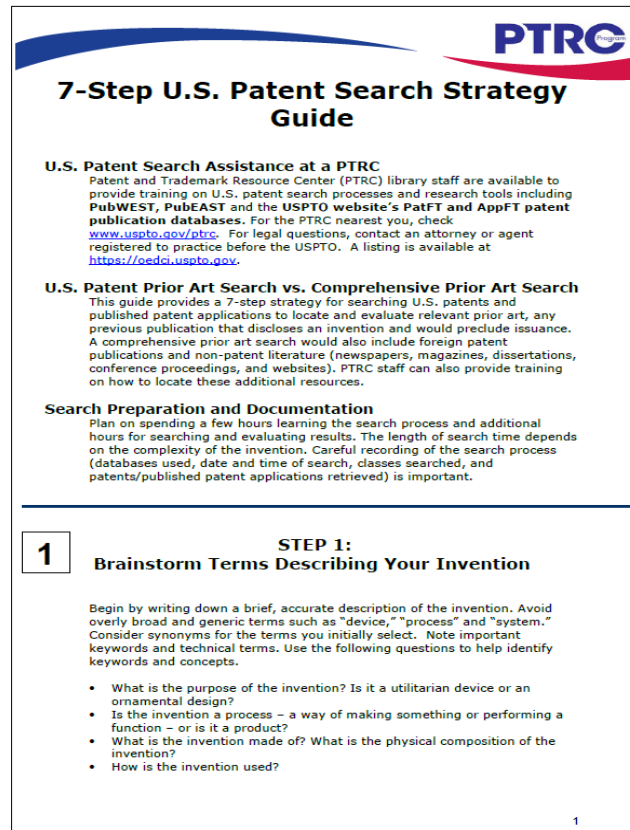 PTRC
Program
7-Step U.S. Patent Search Strategy
Guide
U.S. Patent Search Assistance at a PTRC
Patent and Trademark Resource Center (PTRC) library staff are available to
provide training on U.S. patent search processes and research tools including
PubWEST, PubEAST and the USPTO website's PatFT and AppFT patent
publication databases. For the PTRC nearest you, check
www.uspto.gov/ptrc. For legal questions, contact an attorney or agent
registered to practice before the USPTO. A listing is available at
https://oedci.uspto.gov.
U.S. Patent Prior Art Search vs. Comprehensive Prior Art Search
This guide provides a 7-step strategy for searching U.S. patents and
published patent applications to locate and evaluate relevant prior art, any
previous publication that discloses an invention and would preclude issuance.
A comprehensive prior art search would also include foreign patent
publications and non-patent literature (newspapers, magazines, dissertations,
conference proceedings, and websites). PTRC staff can also provide training
on how to locate these additional resources.
Search Preparation and Documentation
Plan on spending a few hours learning the search process and additional
hours for searching and evaluating results. The length of search time depends
on the complexity of the invention. Careful recording of the search process
(databases used, date and time of search, classes searched, and
patents/published patent applications retrieved) is important.
1
STEP 1:
Brainstorm Terms Describing Your Invention
Begin by writing down a brief, accurate description of the invention. Avoid
overly broad and generic terms such as “device,” “process” and “system.”
Consider synonyms for the terms you initially select. Note important
keywords and technical terms. Use the following questions to help identify
keywords and concepts.
• What is the purpose of the invention? Is it a utilitarian device or an
ornamental design?
• Is the invention a process – a way of making something or performing a
function – or is it a product?
• What is the invention made of? What is the physical composition of the
invention?
• How is the invention used?
1